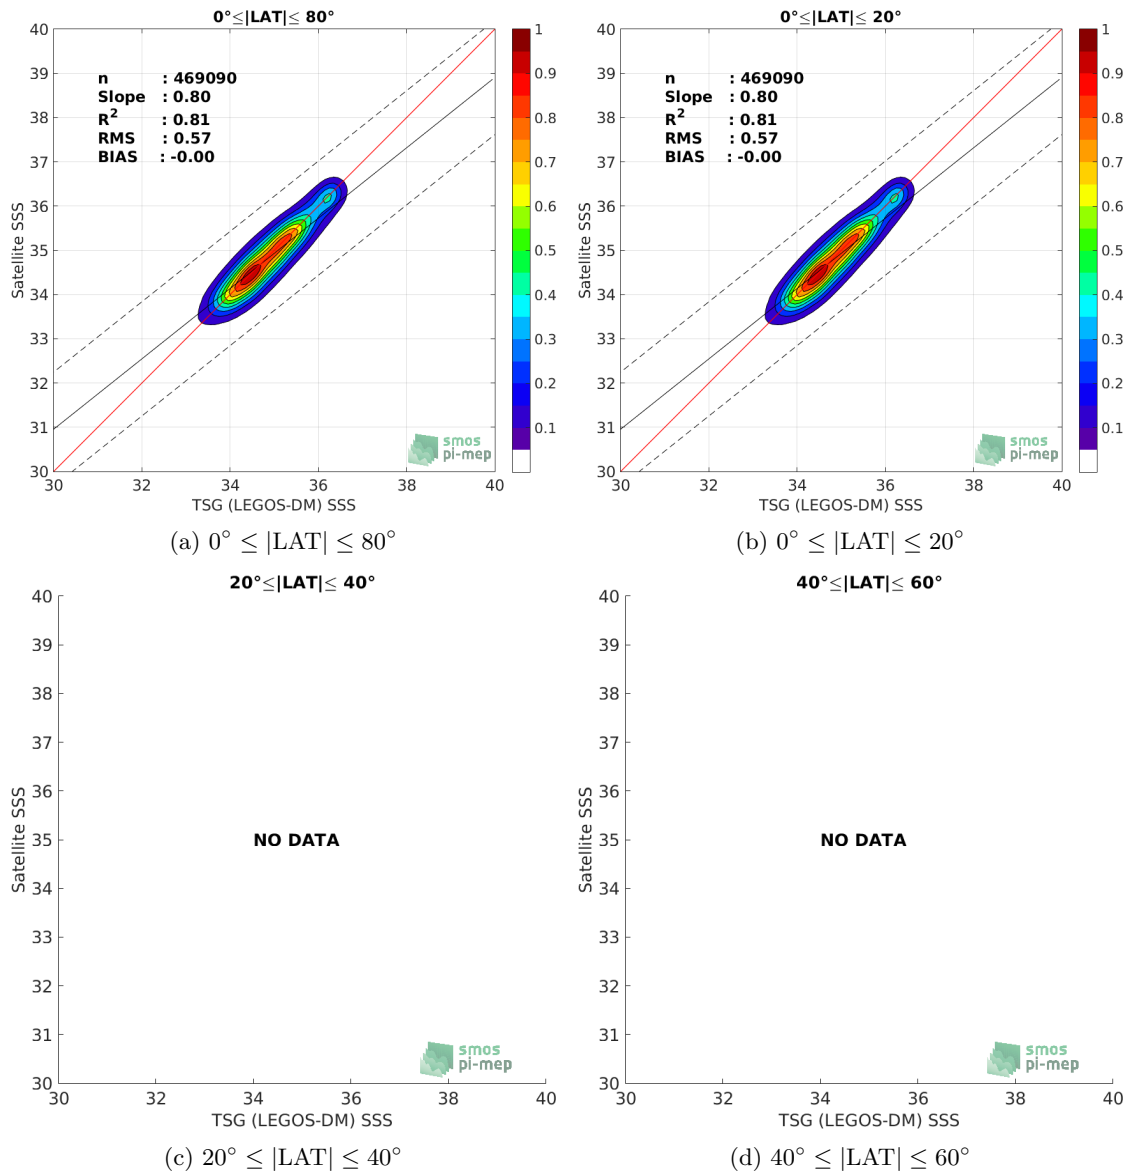 0°≤|LAT|≤ 80°
40
39
38
37
36
35
34
33
32
31
30
Satellite SSS
n : 469090
Slope : 0.80
R² : 0.81
RMS : 0.57
BIAS : -0.00
smos
pi-mep
30 32 34 36 38 40
TSG (LEGOS-DM) SSS
1
0.9
0.8
0.7
0.6
0.5
0.4
0.3
0.2
0.1
(a) 0° ≤ |LAT| ≤ 80°
0°≤|LAT|≤ 20°
40
39
38
37
36
35
34
33
32
31
30
Satellite SSS
n : 469090
Slope : 0.80
R² : 0.81
RMS : 0.57
BIAS : -0.00
smos
pi-mep
30 32 34 36 38 40
TSG (LEGOS-DM) SSS
1
0.9
0.8
0.7
0.6
0.5
0.4
0.3
0.2
0.1
(b) 0° ≤ |LAT| ≤ 20°
20°≤|LAT|≤ 40°
40
39
38
37
36
35
34
33
32
31
30
Satellite SSS
NO DATA
smos
pi-mep
30 32 34 36 38 40
TSG (LEGOS-DM) SSS
(c) 20° ≤ |LAT| ≤ 40°
40°≤|LAT|≤ 60°
40
39
38
37
36
35
34
33
32
31
30
Satellite SSS
NO DATA
smos
pi-mep
30 32 34 36 38 40
TSG (LEGOS-DM) SSS
(d) 40° ≤ |LAT| ≤ 60°